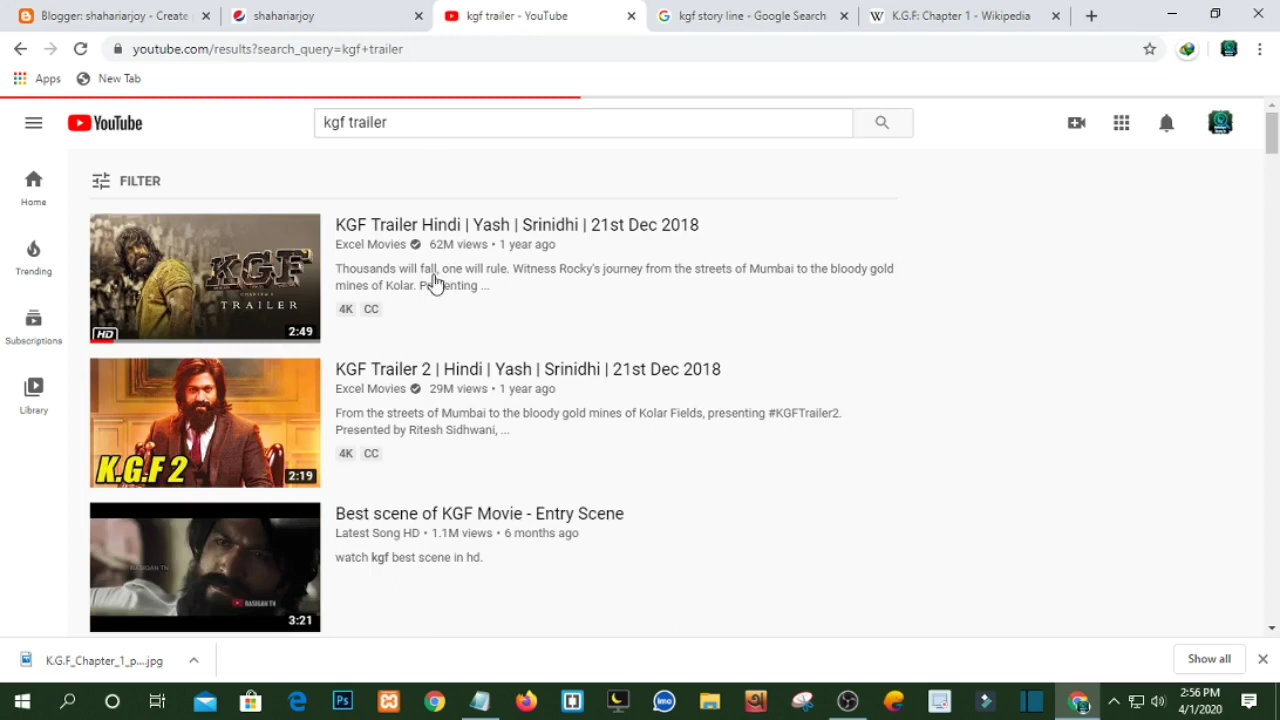 Blogger: shahariarjoy - Create
shahariarjoy
kgf trailer - YouTube
kgf story line - Google Search
K.G.F: Chapter 1 - Wikipedia
youtube.com/results?search_query=kgf+trailer
Apps
New Tab
YouTube
kgf trailer
FILTER
Home
Trending
Subscriptions
Library
KGF
TRAILER
HD
2:49
KGF Trailer Hindi | Yash | Srinidhi | 21st Dec 2018
Excel Movies 62M views • 1 year ago
Thousands will fall, one will rule. Witness Rocky's journey from the streets of Mumbai to the bloody gold
mines of Kolar. Presenting ...
4K CC
K.G.F 2
2:19
KGF Trailer 2 | Hindi | Yash | Srinidhi | 21st Dec 2018
Excel Movies 29M views • 1 year ago
From the streets of Mumbai to the bloody gold mines of Kolar Fields, presenting #KGFTrailer2.
Presented by Ritesh Sidhwani, ...
4K CC
RASIGAN TN
RASIGAN TN
3:21
Best scene of KGF Movie - Entry Scene
Latest Song HD • 1.1M views • 6 months ago
watch kgf best scene in hd.
K.G.F_Chapter_1_p....jpg
Show all
Ps
imo
2:56 PM
4/1/2020